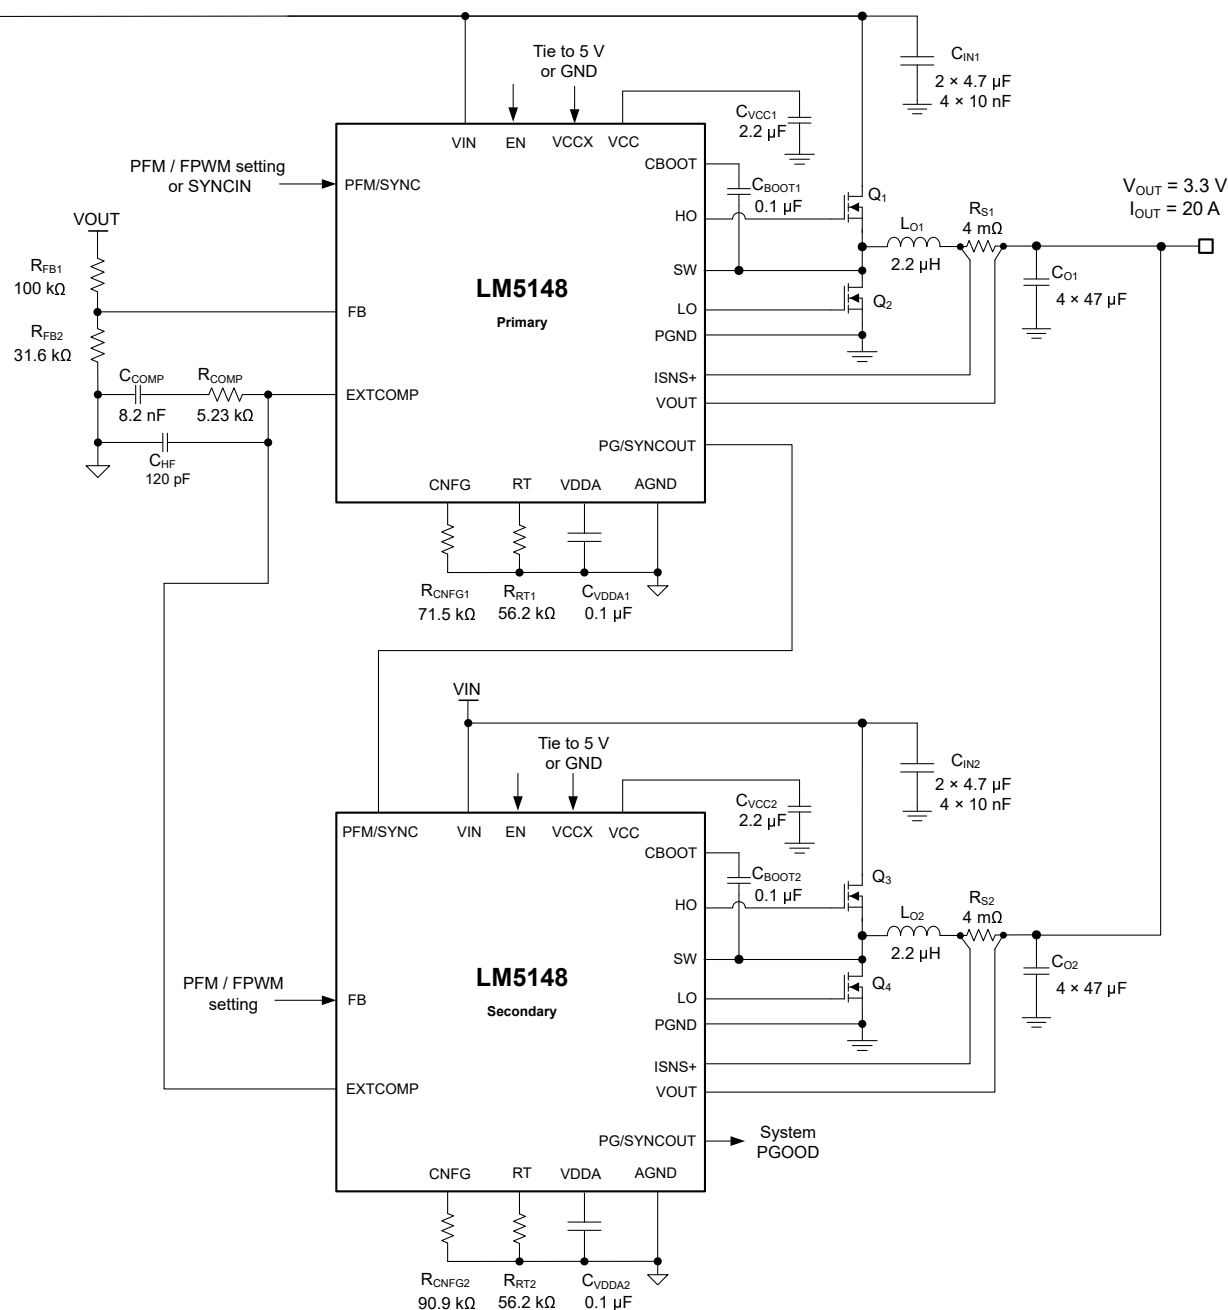 Tie to 5 V
or GND
CIN1
2 × 4.7 µF
4 × 10 nF
CVCC1
2.2 µF
VIN
EN
VCCX
VCC
PFM / FPWM setting
or SYNCIN
PFM/SYNC
CBOOT
CBOOT1
0.1 µF
Q1
VOUT = 3.3 V
IOUT = 20 A
VOUT
HO
LO1
2.2 µH
RS1
4 mΩ
RFB1
100 kΩ
LM5148
Primary
SW
CO1
4 × 47 µF
FB
LO
Q2
RFB2
31.6 kΩ
PGND
CCOMP
8.2 nF
RCOMP
5.23 kΩ
EXTCOMP
ISNS+
VOUT
PG/SYNCOUT
CHF
120 pF
CNFG
RT
VDDA
AGND
RCNFG1
71.5 kΩ
RRT1
56.2 kΩ
CVDDA1
0.1 µF
VIN
Tie to 5 V
or GND
CIN2
2 × 4.7 µF
4 × 10 nF
CVCC2
2.2 µF
PFM/SYNC
VIN
EN
VCCX
VCC
CBOOT
CBOOT2
0.1 µF
Q3
HO
LO2
2.2 µH
RS2
4 mΩ
SW
CO2
4 × 47 µF
LM5148
Secondary
PFM / FPWM
setting
FB
LO
Q4
PGND
ISNS+
EXTCOMP
VOUT
PG/SYNCOUT
System
PGOOD
CNFG
RT
VDDA
AGND
RCNFG2
90.9 kΩ
RRT2
56.2 kΩ
CVDDA2
0.1 µF